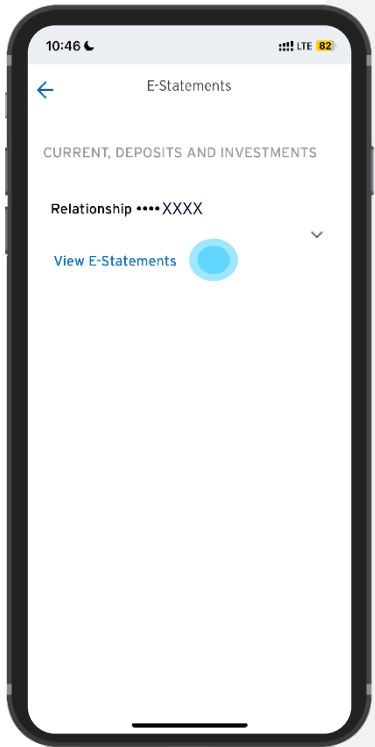 10:46 LTE 82
E-Statements
CURRENT, DEPOSITS AND INVESTMENTS
Relationship •••• XXXX
View E-Statements